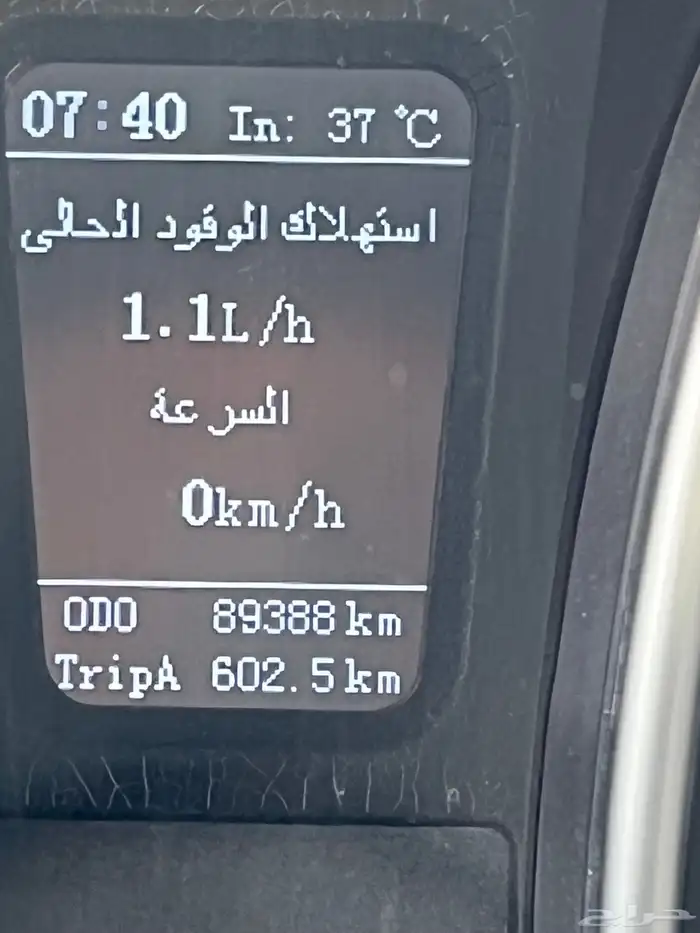 07:40 In: 37 °C
استهلاك الوقود الحالى
1.1L/h
السرعة
0km/h
ODO 89388 km
TripA 602.5 km
حراج